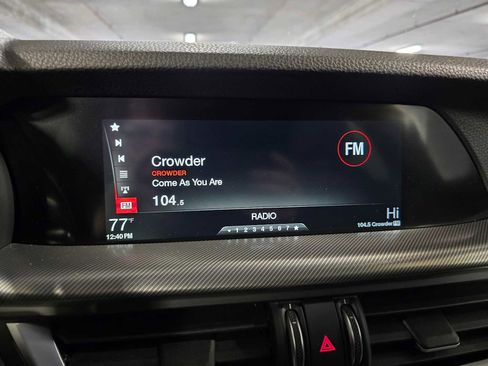 FM
Crowder
CROWDER
Come As You Are
104.5
FM
77°F
RADIO
Hi
12:40 PM
1 2 3 4 5 6 7
104.5 Crowder